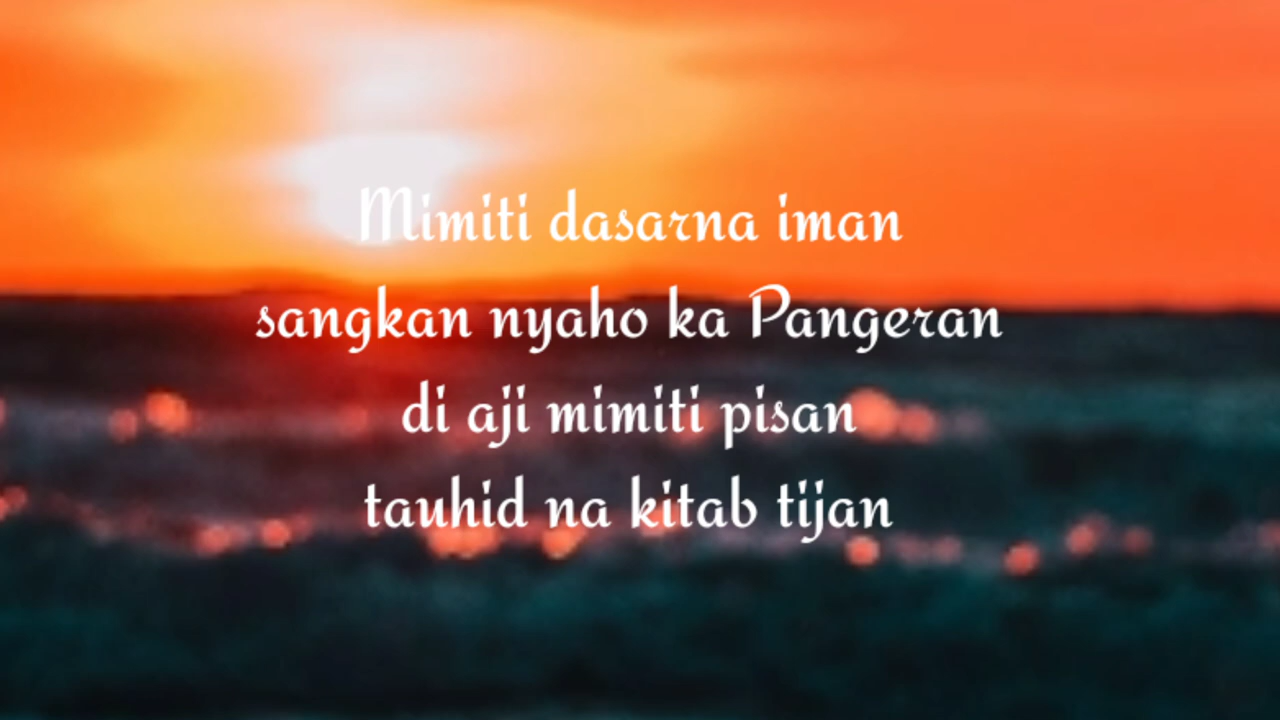 Mimiti dasarna iman
sangkan nyaho ka Pangeran
di aji mimiti pisan
tauhid na kitab tijan